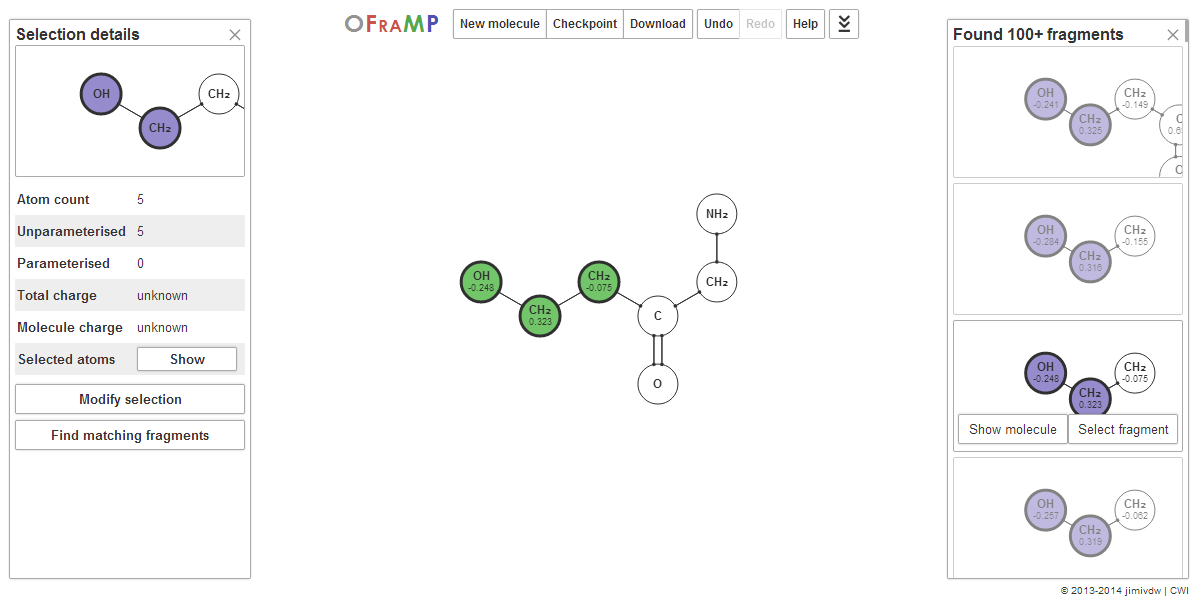 Selection details
OH
CH₂
CH₂
Atom count 5
Unparameterised 5
Parameterised 0
Total charge unknown
Molecule charge unknown
Selected atoms Show
Modify selection
Find matching fragments
OFRAMP New molecule Checkpoint Download Undo Redo Help
NH₂
OH
-0.248
CH₂
0.323
CH₂
-0.075
CH₂
C
O
Found 100+ fragments
OH
-0.241
CH₂
0.325
CH₂
-0.149
C
OH
-0.284
CH₂
0.316
CH₂
-0.155
OH
-0.248
CH₂
0.323
CH₂
-0.075
Show molecule Select fragment
OH
-0.257
CH₂
0.319
CH₂
-0.062
© 2013-2014 jimivdw | CWI